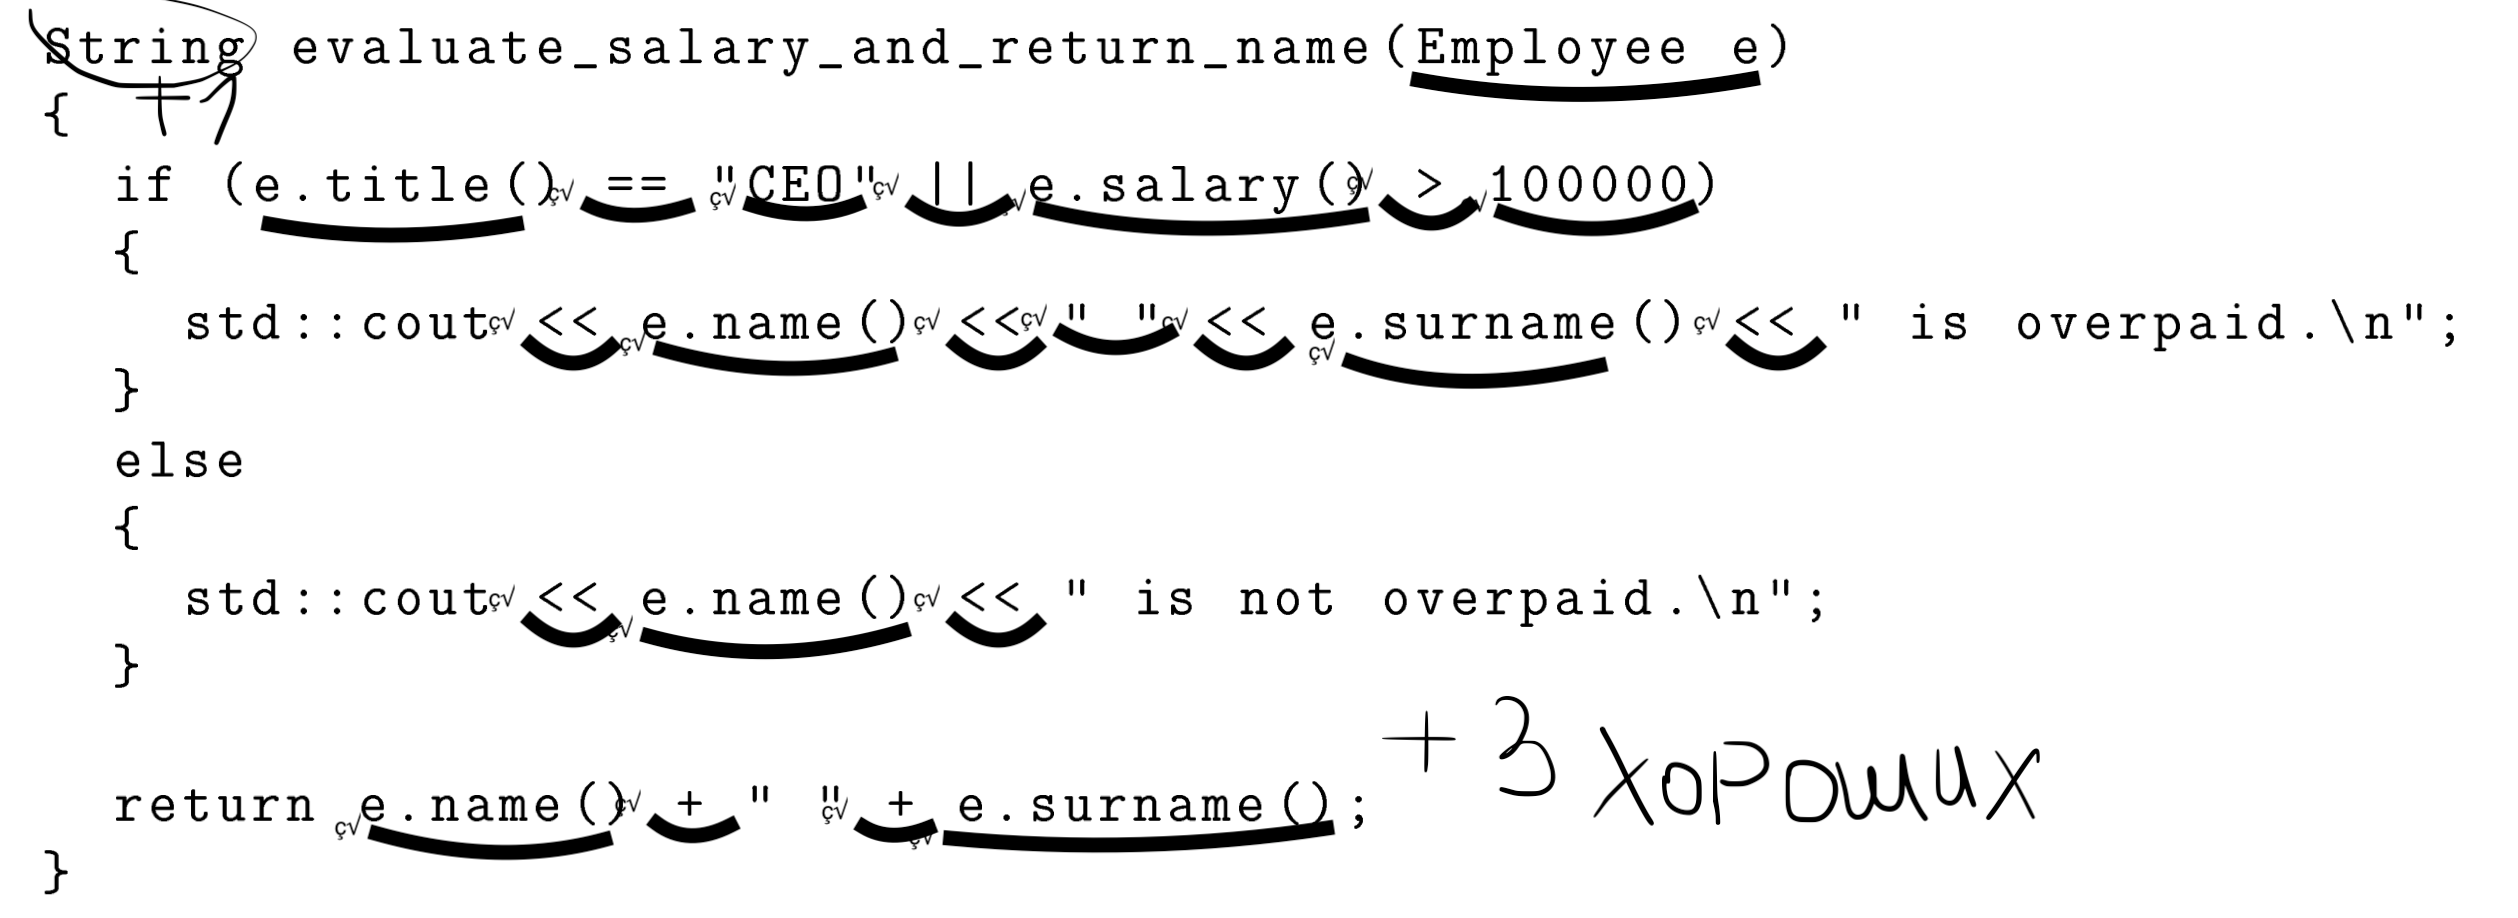 String evaluate_salary_and_return_name(Employee e)
{ +1
if (e.title() == "CEO" || e.salary() > 100000)
{
std::cout << e.name() << " " << e.surname() << " is overpaid.\n";
}
else
{
std::cout << e.name() << " is not overpaid.\n";
}
+ 3 хороших
return e.name() + " " + e.surname();
}